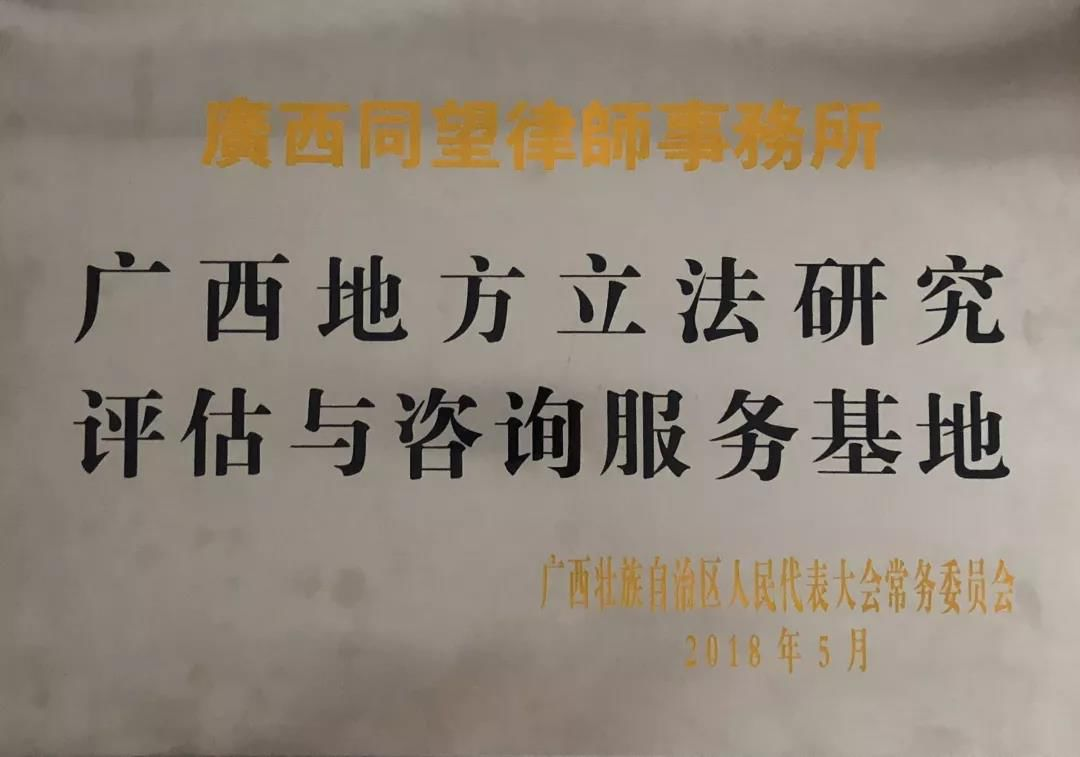 廣西同望律師事務所
广西地方立法研究
评估与咨询服务基地
广西壮族自治区人民代表大会常务委员会
2018年5月